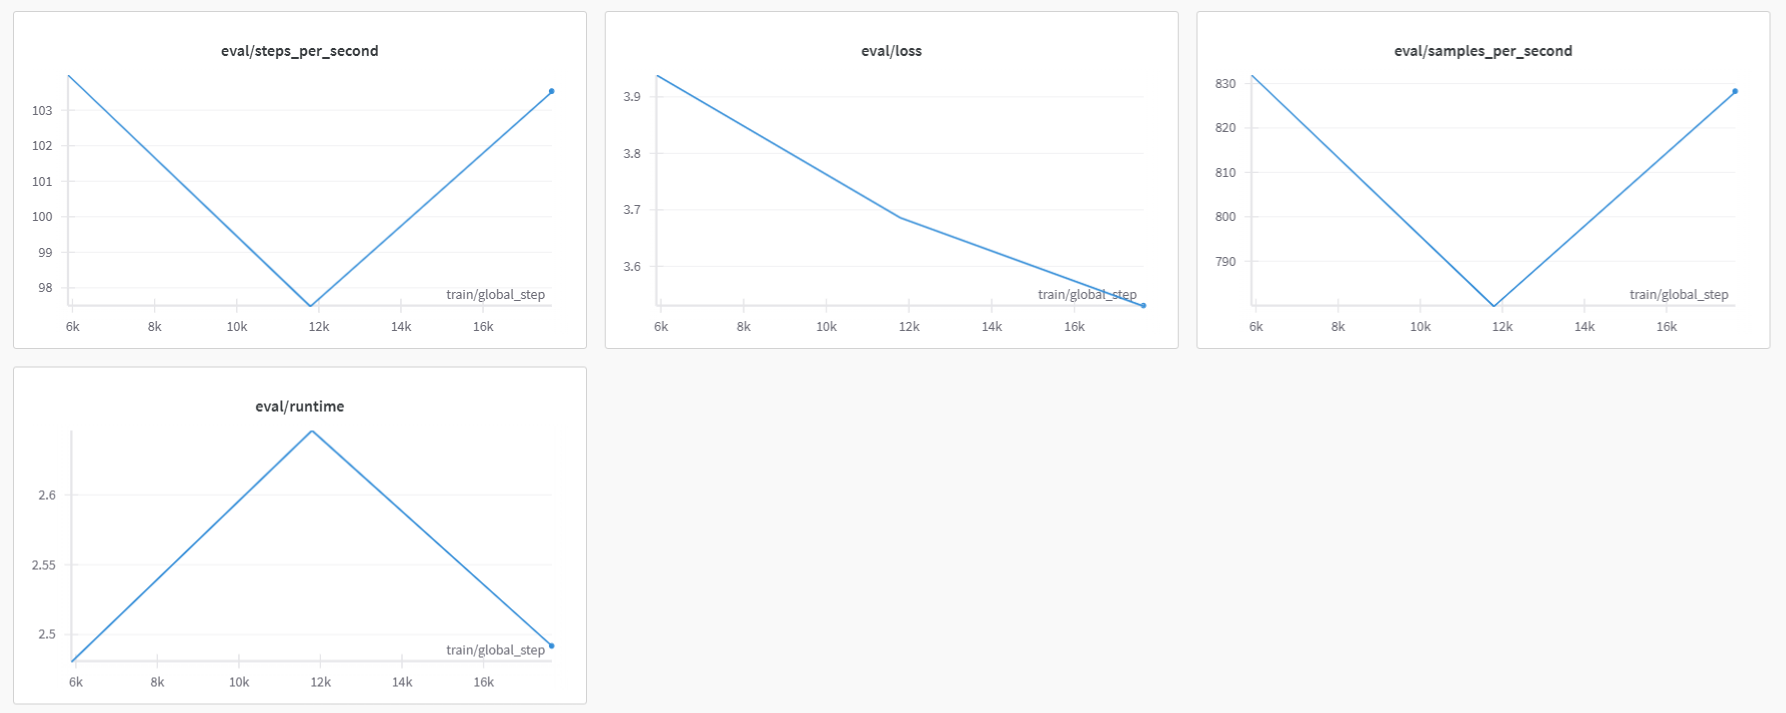 eval/steps_per_second
103
102
101
100
99
98
train/global_step
6k 8k 10k 12k 14k 16k
eval/loss
3.9
3.8
3.7
3.6
train/global_step
6k 8k 10k 12k 14k 16k
eval/samples_per_second
830
820
810
800
790
train/global_step
6k 8k 10k 12k 14k 16k
eval/runtime
2.6
2.55
2.5
train/global_step
6k 8k 10k 12k 14k 16k